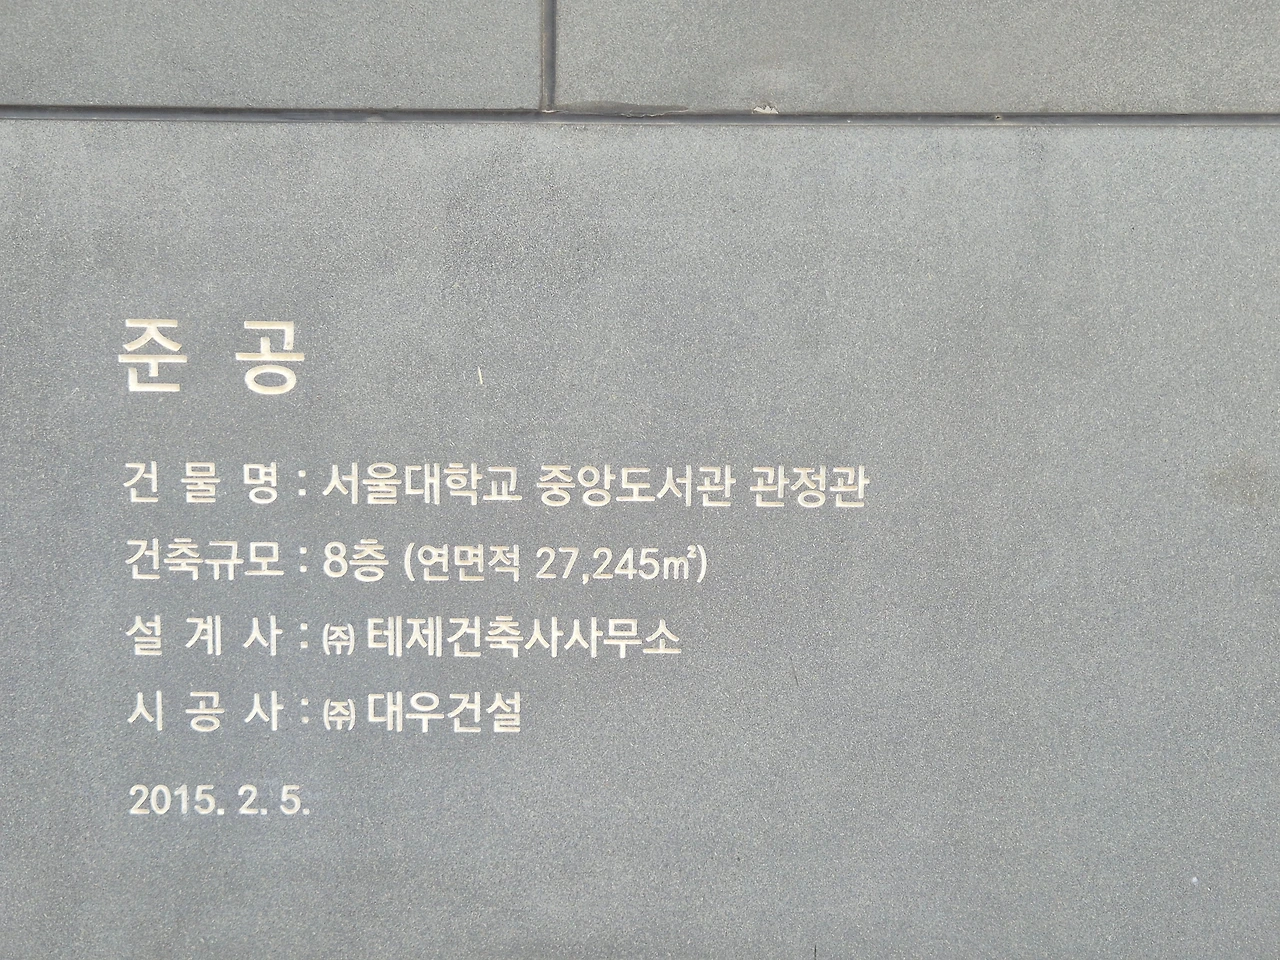 준 공
건 물 명 : 서울대학교 중앙도서관 관정관
건축규모 : 8층 (연면적 27,245㎡)
설 계 사 : ㈜ 테제건축사사무소
시 공 사 : ㈜ 대우건설
2015. 2. 5.